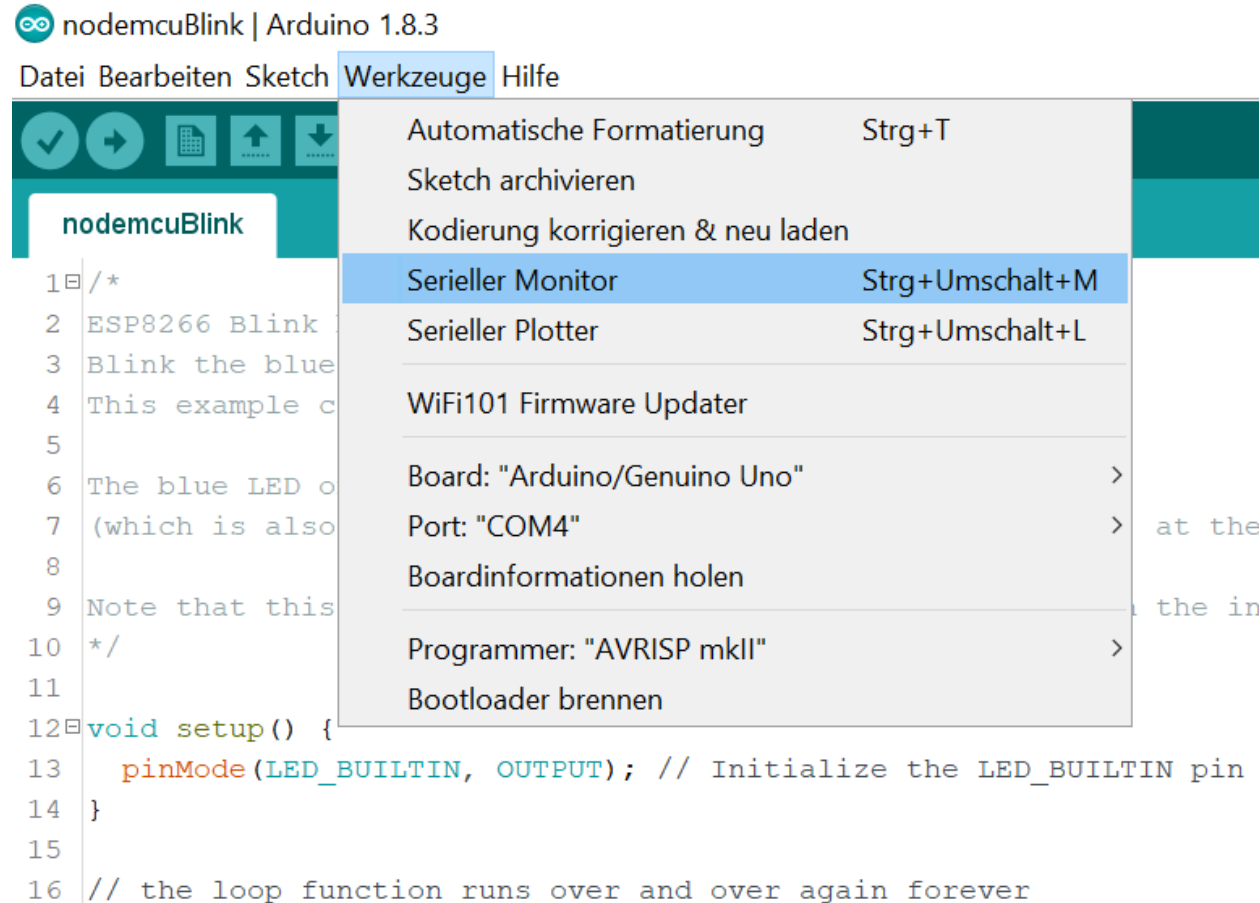 nodemcuBlink | Arduino 1.8.3
Datei Bearbeiten Sketch Werkzeuge Hilfe
Automatische Formatierung Strg+T
Sketch archivieren
Kodierung korrigieren & neu laden
Serieller Monitor Strg+Umschalt+M
Serieller Plotter Strg+Umschalt+L
WiFi101 Firmware Updater
Board: "Arduino/Genuino Uno"
Port: "COM4"
Boardinformationen holen
Programmer: "AVRISP mkII"
Bootloader brennen
nodemcuBlink
1 /*
2 ESP8266 Blink
3 Blink the blue
4 This example c
5
6 The blue LED o
7 (which is also at the
8
9 Note that this the in
10 */
11
12 void setup() {
13 pinMode(LED_BUILTIN, OUTPUT); // Initialize the LED_BUILTIN pin
14 }
15
16 // the loop function runs over and over again forever